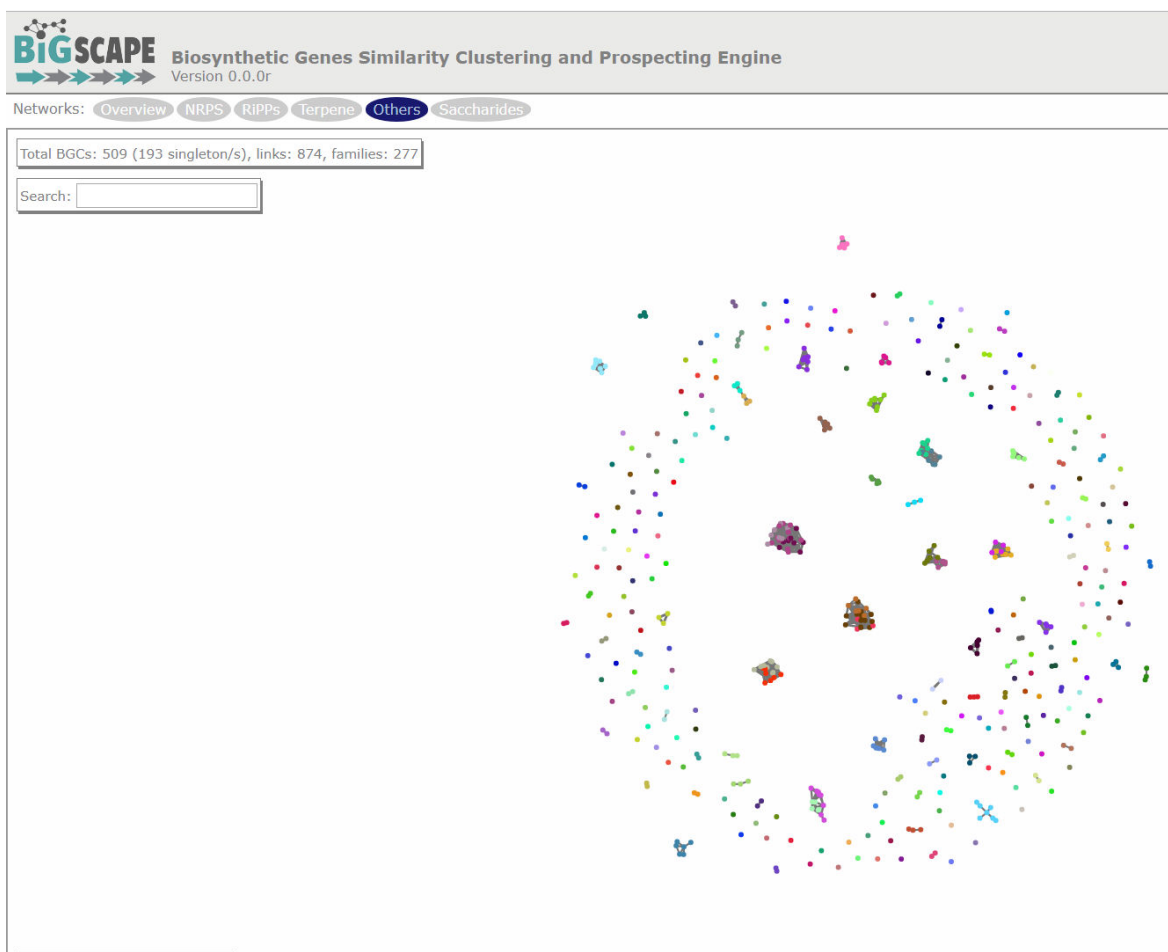 BiGSCAPE
Biosynthetic Genes Similarity Clustering and Prospecting Engine
Version 0.0.0r
Networks: Overview NRPS RiPPs Terpene Others Saccharides
Total BGCs: 509 (193 singleton/s), links: 874, families: 277
Search: